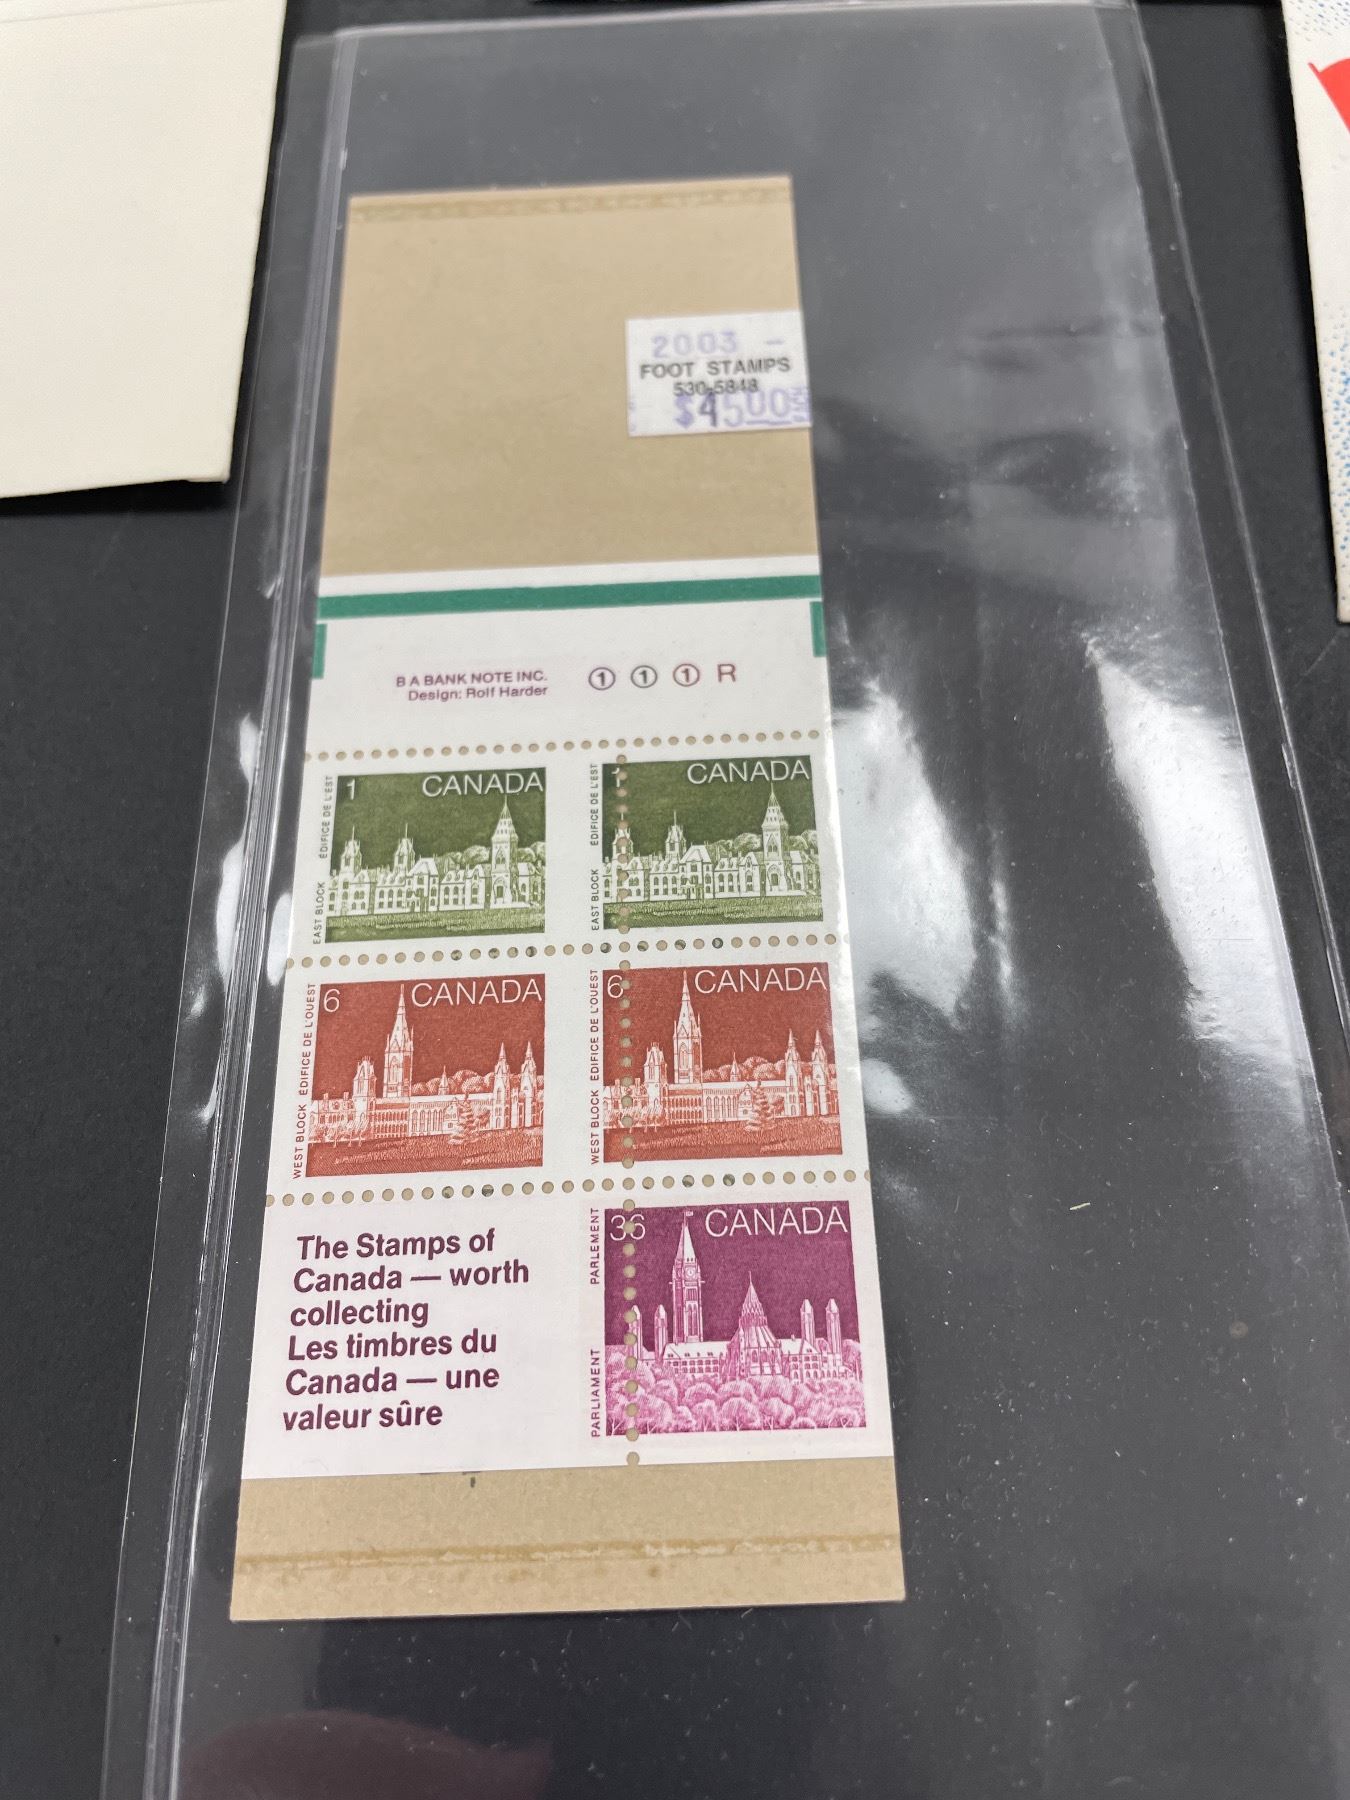 2003 -
FOOT STAMPS
530-5848
$45.00
B A BANK NOTE INC.
Design: Rolf Harder
① ① ① R
1 CANADA
EAST BLOCK ÉDIFICE DE L'EST
1 CANADA
EAST BLOCK ÉDIFICE DE L'EST
6 CANADA
WEST BLOCK ÉDIFICE DE L'OUEST
6 CANADA
WEST BLOCK ÉDIFICE DE L'OUEST
The Stamps of
Canada — worth
collecting
Les timbres du
Canada — une
valeur sûre
36 CANADA
PARLIAMENT PARLEMENT